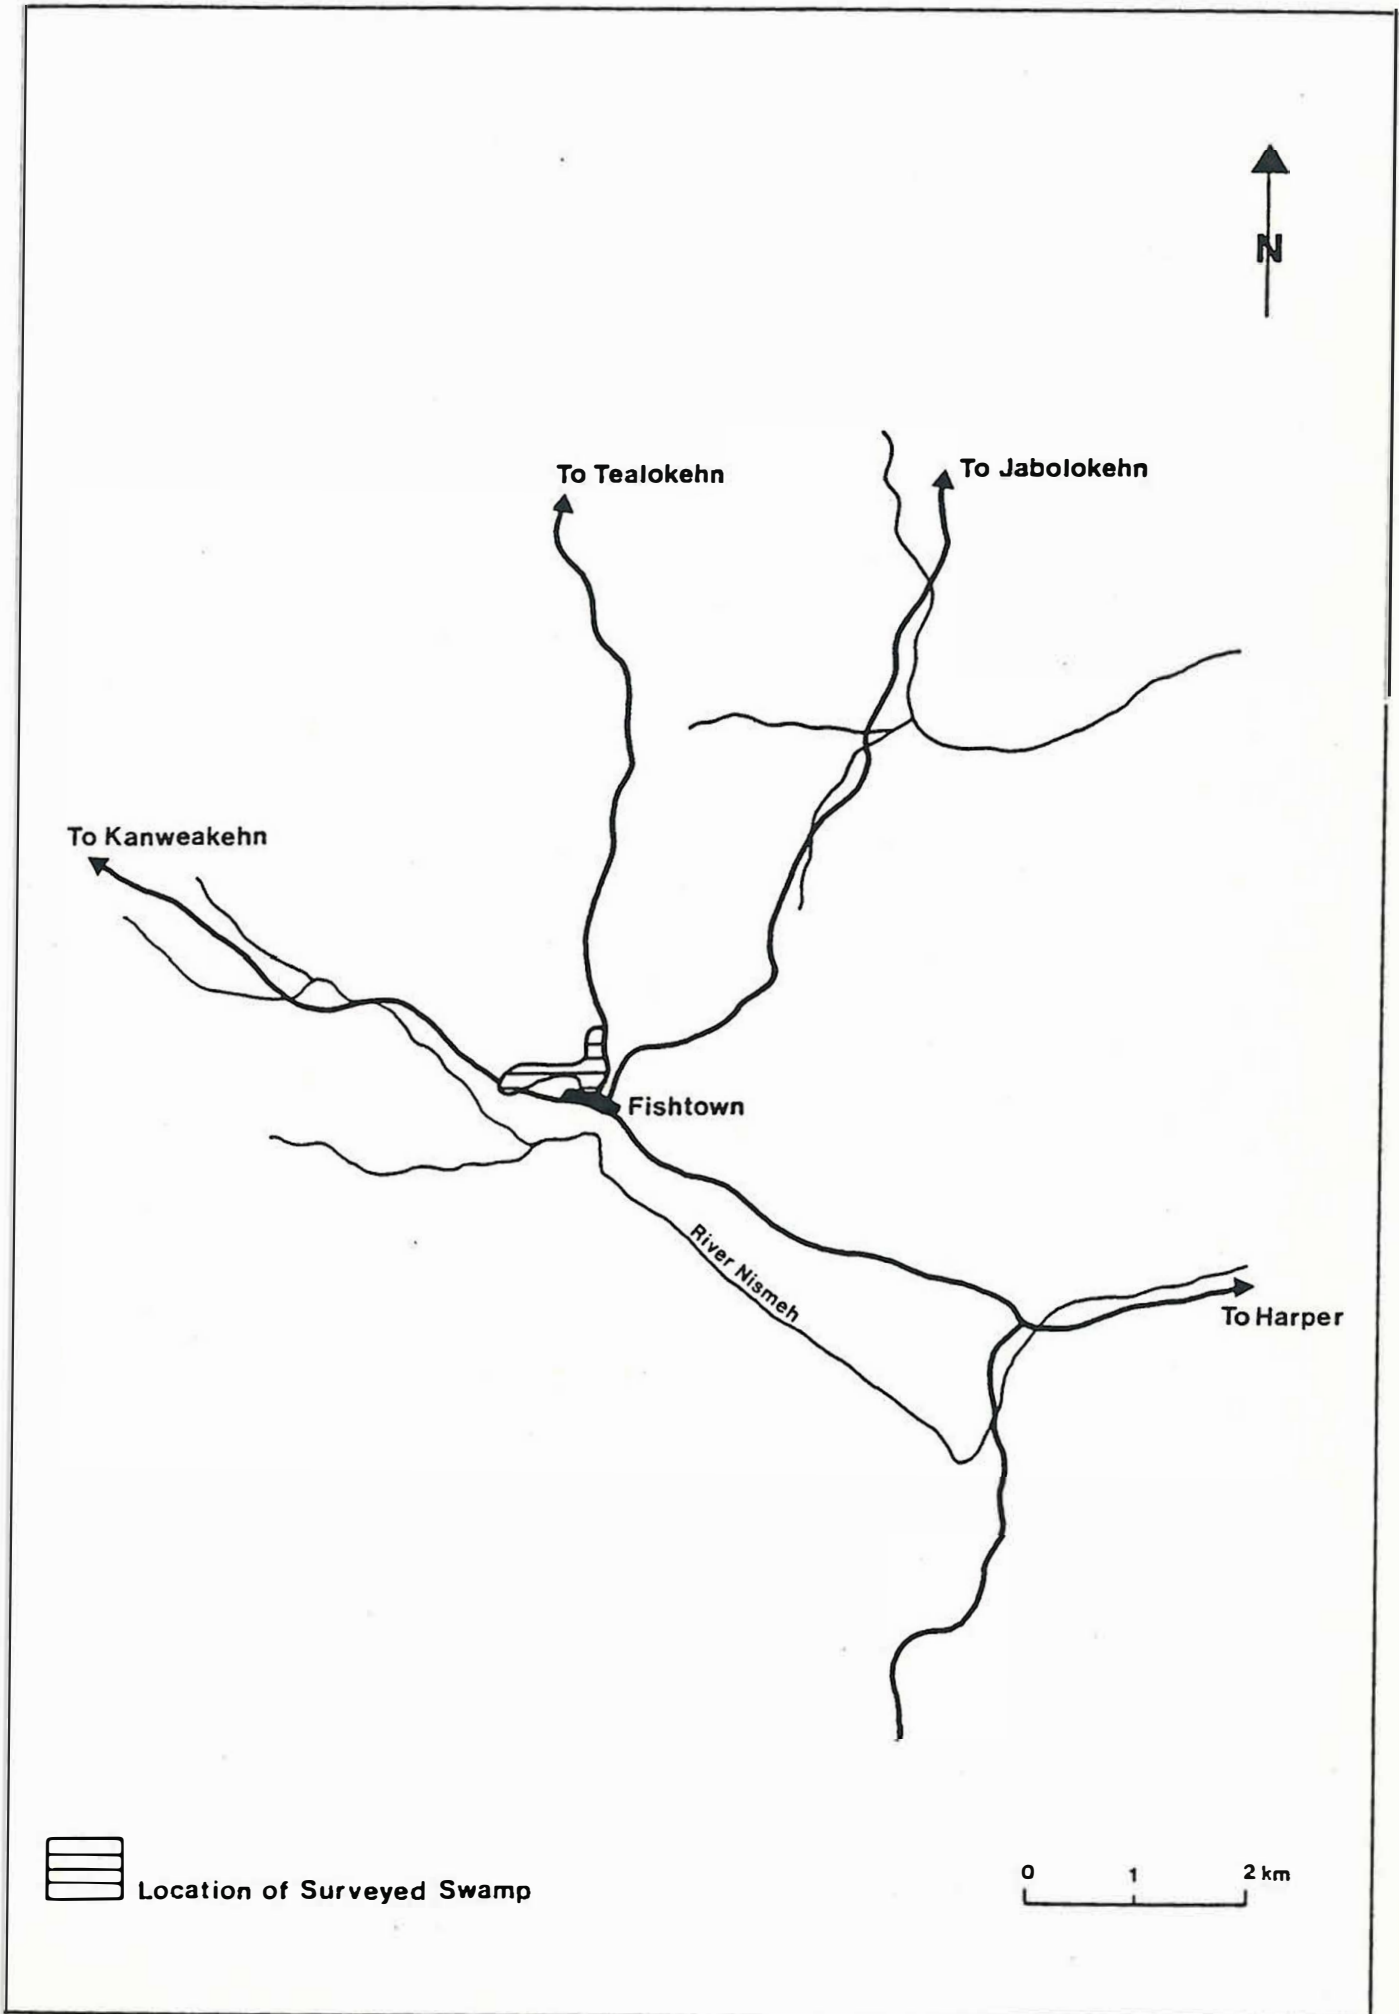 N
To Tealokehn
To Jabolokehn
To Kanweakehn
Fishtown
River Nismeh
To Harper
Location of Surveyed Swamp
0 1 2 km